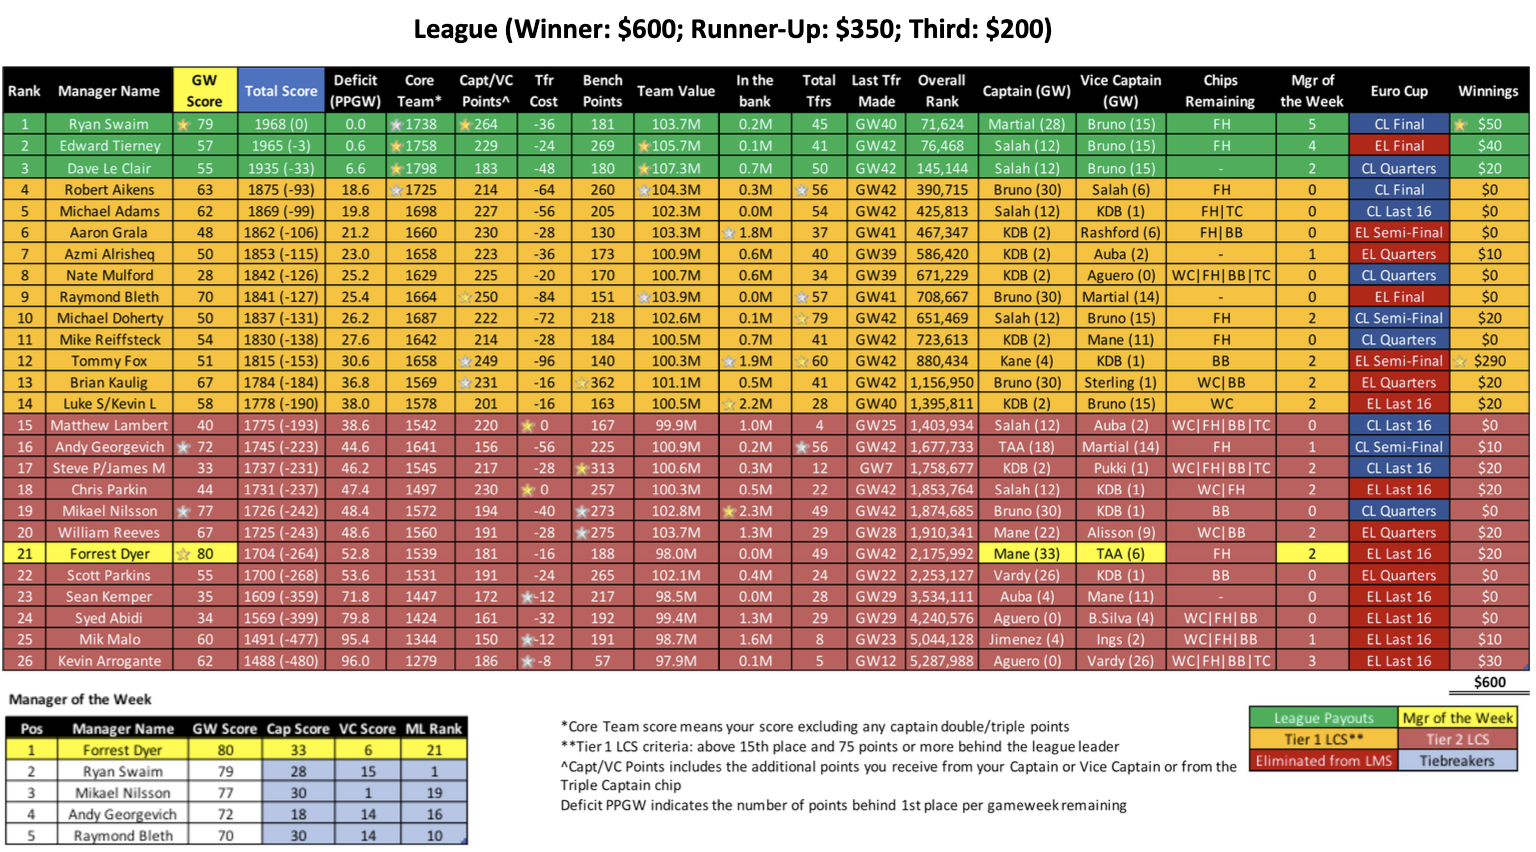 League (Winner: $600; Runner-Up: $350; Third: $200)
Rank Manager Name GW Score Total Score Deficit (PPGW) Core Team* Capt/VC Points^ Tfr Cost Bench Points Team Value In the bank Total Tfrs Last Tfr Made Overall Rank Captain (GW) Vice Captain (GW) Chips Remaining Mgr of the Week Euro Cup Winnings
1 Ryan Swaim 79 1968 (0) 0.0 1738 264 -36 181 103.7M 0.2M 45 GW40 71,624 Martial (28) Bruno (15) FH 5 CL Final $50
2 Edward Tierney 57 1965 (-3) 0.6 1758 229 -24 269 105.7M 0.1M 41 GW42 76,468 Salah (12) Bruno (15) FH 4 EL Final $40
3 Dave Le Clair 55 1935 (-33) 6.6 1798 183 -48 180 107.3M 0.7M 50 GW42 145,144 Salah (12) Bruno (15) - 2 CL Quarters $20
4 Robert Aikens 63 1875 (-93) 18.6 1725 214 -64 260 104.3M 0.3M 56 GW42 390,715 Bruno (30) Salah (6) FH 0 CL Final $0
5 Michael Adams 62 1869 (-99) 19.8 1698 227 -56 205 102.3M 0.0M 54 GW42 425,813 Salah (12) KDB (1) FH|TC 0 CL Last 16 $0
6 Aaron Grala 48 1862 (-106) 21.2 1660 230 -28 130 103.3M 1.8M 37 GW41 467,347 KDB (2) Rashford (6) FH|BB 0 EL Semi-Final $0
7 Azmi Alrisheq 50 1853 (-115) 23.0 1658 223 -36 173 100.9M 0.6M 40 GW39 586,420 KDB (2) Auba (2) - 1 EL Quarters $10
8 Nate Mulford 28 1842 (-126) 25.2 1629 225 -20 170 100.7M 0.6M 34 GW39 671,229 KDB (2) Aguero (0) WC|FH|BB|TC 0 CL Quarters $0
9 Raymond Bleth 70 1841 (-127) 25.4 1664 250 -84 151 103.9M 0.0M 57 GW41 708,667 Bruno (30) Martial (14) - 0 EL Final $0
10 Michael Doherty 50 1837 (-131) 26.2 1687 222 -72 218 102.6M 0.1M 79 GW42 651,469 Salah (12) Bruno (15) FH 2 CL Semi-Final $20
11 Mike Reiffsteck 54 1830 (-138) 27.6 1642 214 -28 184 100.5M 0.7M 41 GW42 723,613 KDB (2) Mane (11) FH 0 CL Quarters $0
12 Tommy Fox 51 1815 (-153) 30.6 1658 249 -96 140 100.3M 1.9M 60 GW42 880,434 Kane (4) KDB (1) BB 2 EL Semi-Final $290
13 Brian Kaulig 67 1784 (-184) 36.8 1569 231 -16 362 101.1M 0.5M 41 GW42 1,156,950 Bruno (30) Sterling (1) WC|BB 2 EL Quarters $20
14 Luke S/Kevin L 58 1778 (-190) 38.0 1578 201 -16 163 100.5M 2.2M 28 GW40 1,395,811 KDB (2) Bruno (15) WC 2 EL Last 16 $20
15 Matthew Lambert 40 1775 (-193) 38.6 1542 220 0 167 99.9M 1.0M 4 GW25 1,403,934 Salah (12) Auba (2) WC|FH|BB|TC 0 CL Last 16 $0
16 Andy Georgevich 72 1745 (-223) 44.6 1641 156 -56 225 100.9M 0.2M 56 GW42 1,677,733 TAA (18) Martial (14) FH 1 CL Semi-Final $10
17 Steve P/James M 33 1737 (-231) 46.2 1545 217 -28 313 100.6M 0.3M 12 GW7 1,758,677 KDB (2) Pukki (1) WC|FH|BB|TC 2 CL Last 16 $20
18 Chris Parkin 44 1731 (-237) 47.4 1497 230 0 257 100.3M 0.5M 22 GW42 1,853,764 Salah (12) KDB (1) WC|FH 2 EL Last 16 $20
19 Mikael Nilsson 77 1726 (-242) 48.4 1572 194 -40 273 102.8M 2.3M 49 GW42 1,874,685 Bruno (30) KDB (1) BB 0 CL Quarters $0
20 William Reeves 67 1725 (-243) 48.6 1560 191 -28 275 103.7M 1.3M 29 GW28 1,910,341 Mane (22) Alisson (9) WC|BB 2 EL Quarters $20
21 Forrest Dyer 80 1704 (-264) 52.8 1539 181 -16 188 98.0M 0.0M 49 GW42 2,175,992 Mane (33) TAA (6) FH 2 EL Last 16 $20
22 Scott Parkins 55 1700 (-268) 53.6 1531 191 -24 265 102.1M 0.4M 24 GW22 2,253,127 Vardy (26) KDB (1) BB 0 EL Quarters $0
23 Sean Kemper 35 1609 (-359) 71.8 1447 172 -12 217 98.5M 0.0M 28 GW29 3,534,111 Auba (4) Mane (11) - 0 EL Last 16 $0
24 Syed Abidi 34 1569 (-399) 79.8 1424 161 -32 192 99.4M 1.3M 29 GW29 4,240,576 Aguero (0) B.Silva (4) WC|FH|BB 0 EL Last 16 $0
25 Mik Malo 60 1491 (-477) 95.4 1344 150 -12 191 98.7M 1.6M 8 GW23 5,044,128 Jimenez (4) Ings (2) WC|FH|BB 1 EL Last 16 $10
26 Kevin Arrogante 62 1488 (-480) 96.0 1279 186 -8 57 97.9M 0.1M 5 GW12 5,287,988 Aguero (0) Vardy (26) WC|FH|BB|TC 3 EL Last 16 $30
$600
Manager of the Week
Pos Manager Name GW Score Cap Score VC Score ML Rank
1 Forrest Dyer 80 33 6 21
2 Ryan Swaim 79 28 15 1
3 Mikael Nilsson 77 30 1 19
4 Andy Georgevich 72 18 14 16
5 Raymond Bleth 70 30 14 10
*Core Team score means your score excluding any captain double/triple points
**Tier 1 LCS criteria: above 15th place and 75 points or more behind the league leader
^Capt/VC Points includes the additional points you receive from your Captain or Vice Captain or from the
Triple Captain chip
Deficit PPGW indicates the number of points behind 1st place per gameweek remaining
League Payouts Mgr of the Week
Tier 1 LCS** Tier 2 LCS
Eliminated from LMS Tiebreakers